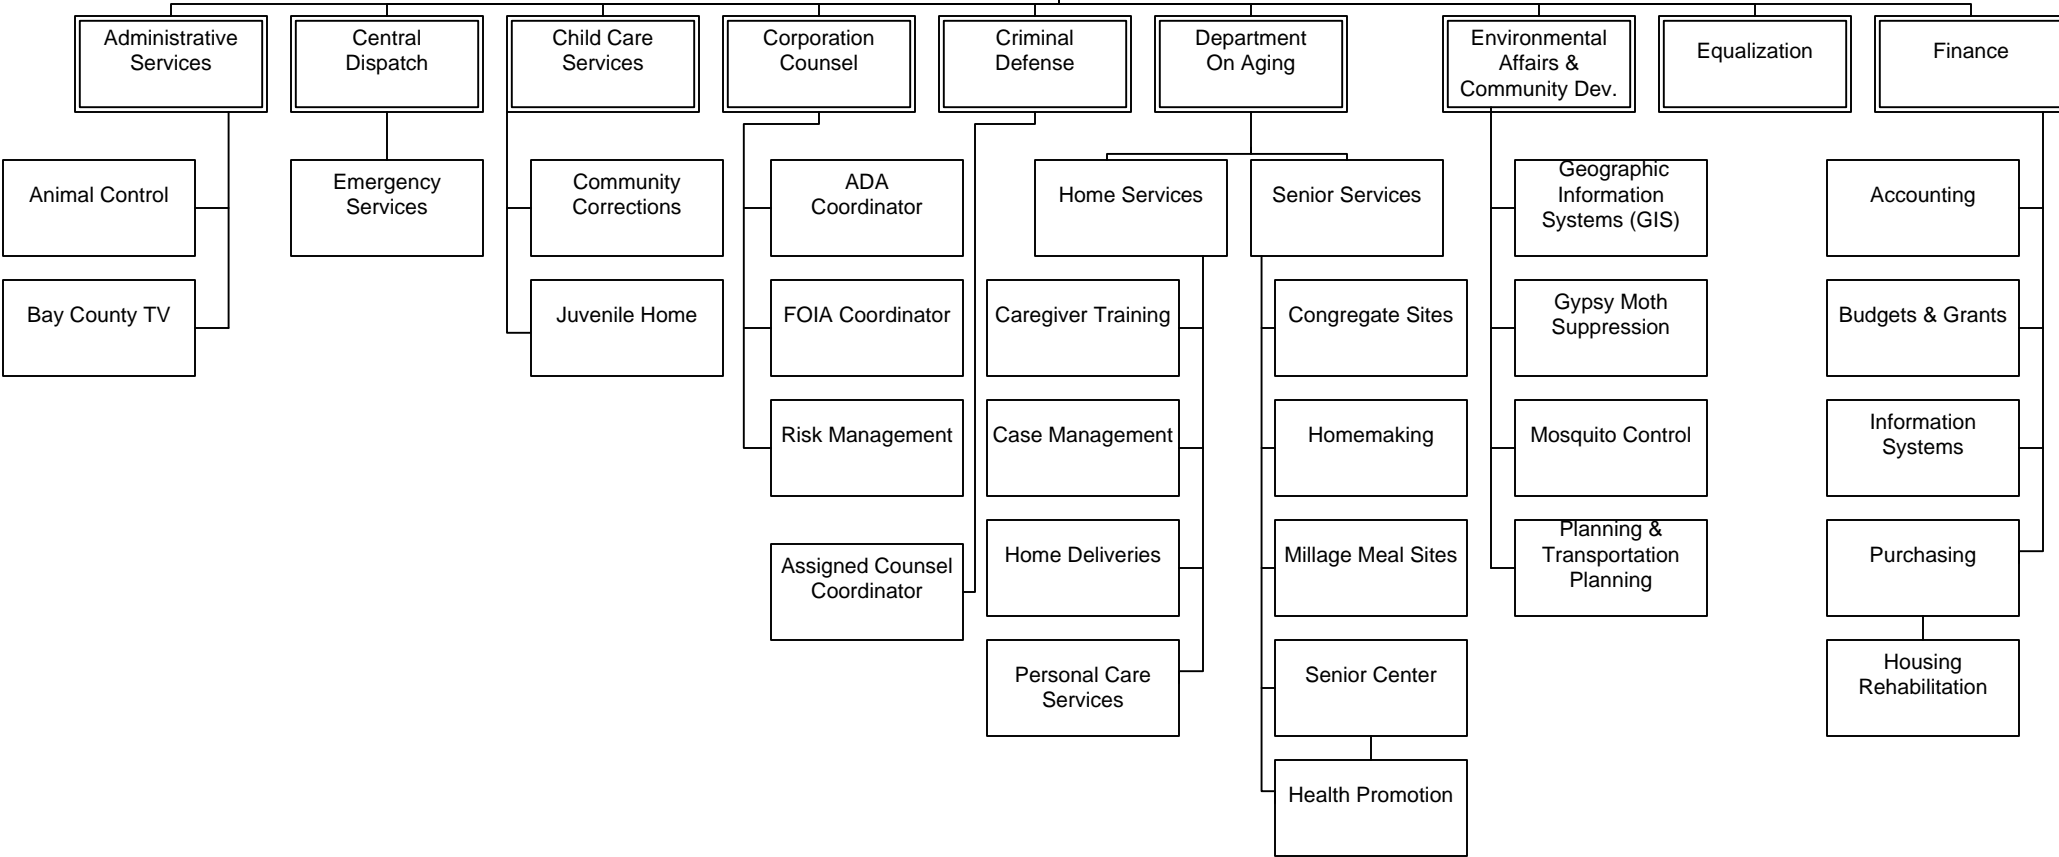 Administrative
Services
Central
Dispatch
Child Care
Services
Corporation
Counsel
Criminal
Defense
Department
On Aging
Environmental
Affairs &
Community Dev.
Equalization
Finance
Animal Control
Emergency
Services
Community
Corrections
ADA
Coordinator
Home Services
Senior Services
Geographic
Information
Systems (GIS)
Accounting
Bay County TV
Juvenile Home
FOIA Coordinator
Caregiver Training
Congregate Sites
Gypsy Moth
Suppression
Budgets & Grants
Risk Management
Case Management
Homemaking
Mosquito Control
Information
Systems
Assigned Counsel
Coordinator
Home Deliveries
Millage Meal Sites
Planning &
Transportation
Planning
Purchasing
Personal Care
Services
Senior Center
Housing
Rehabilitation
Health Promotion